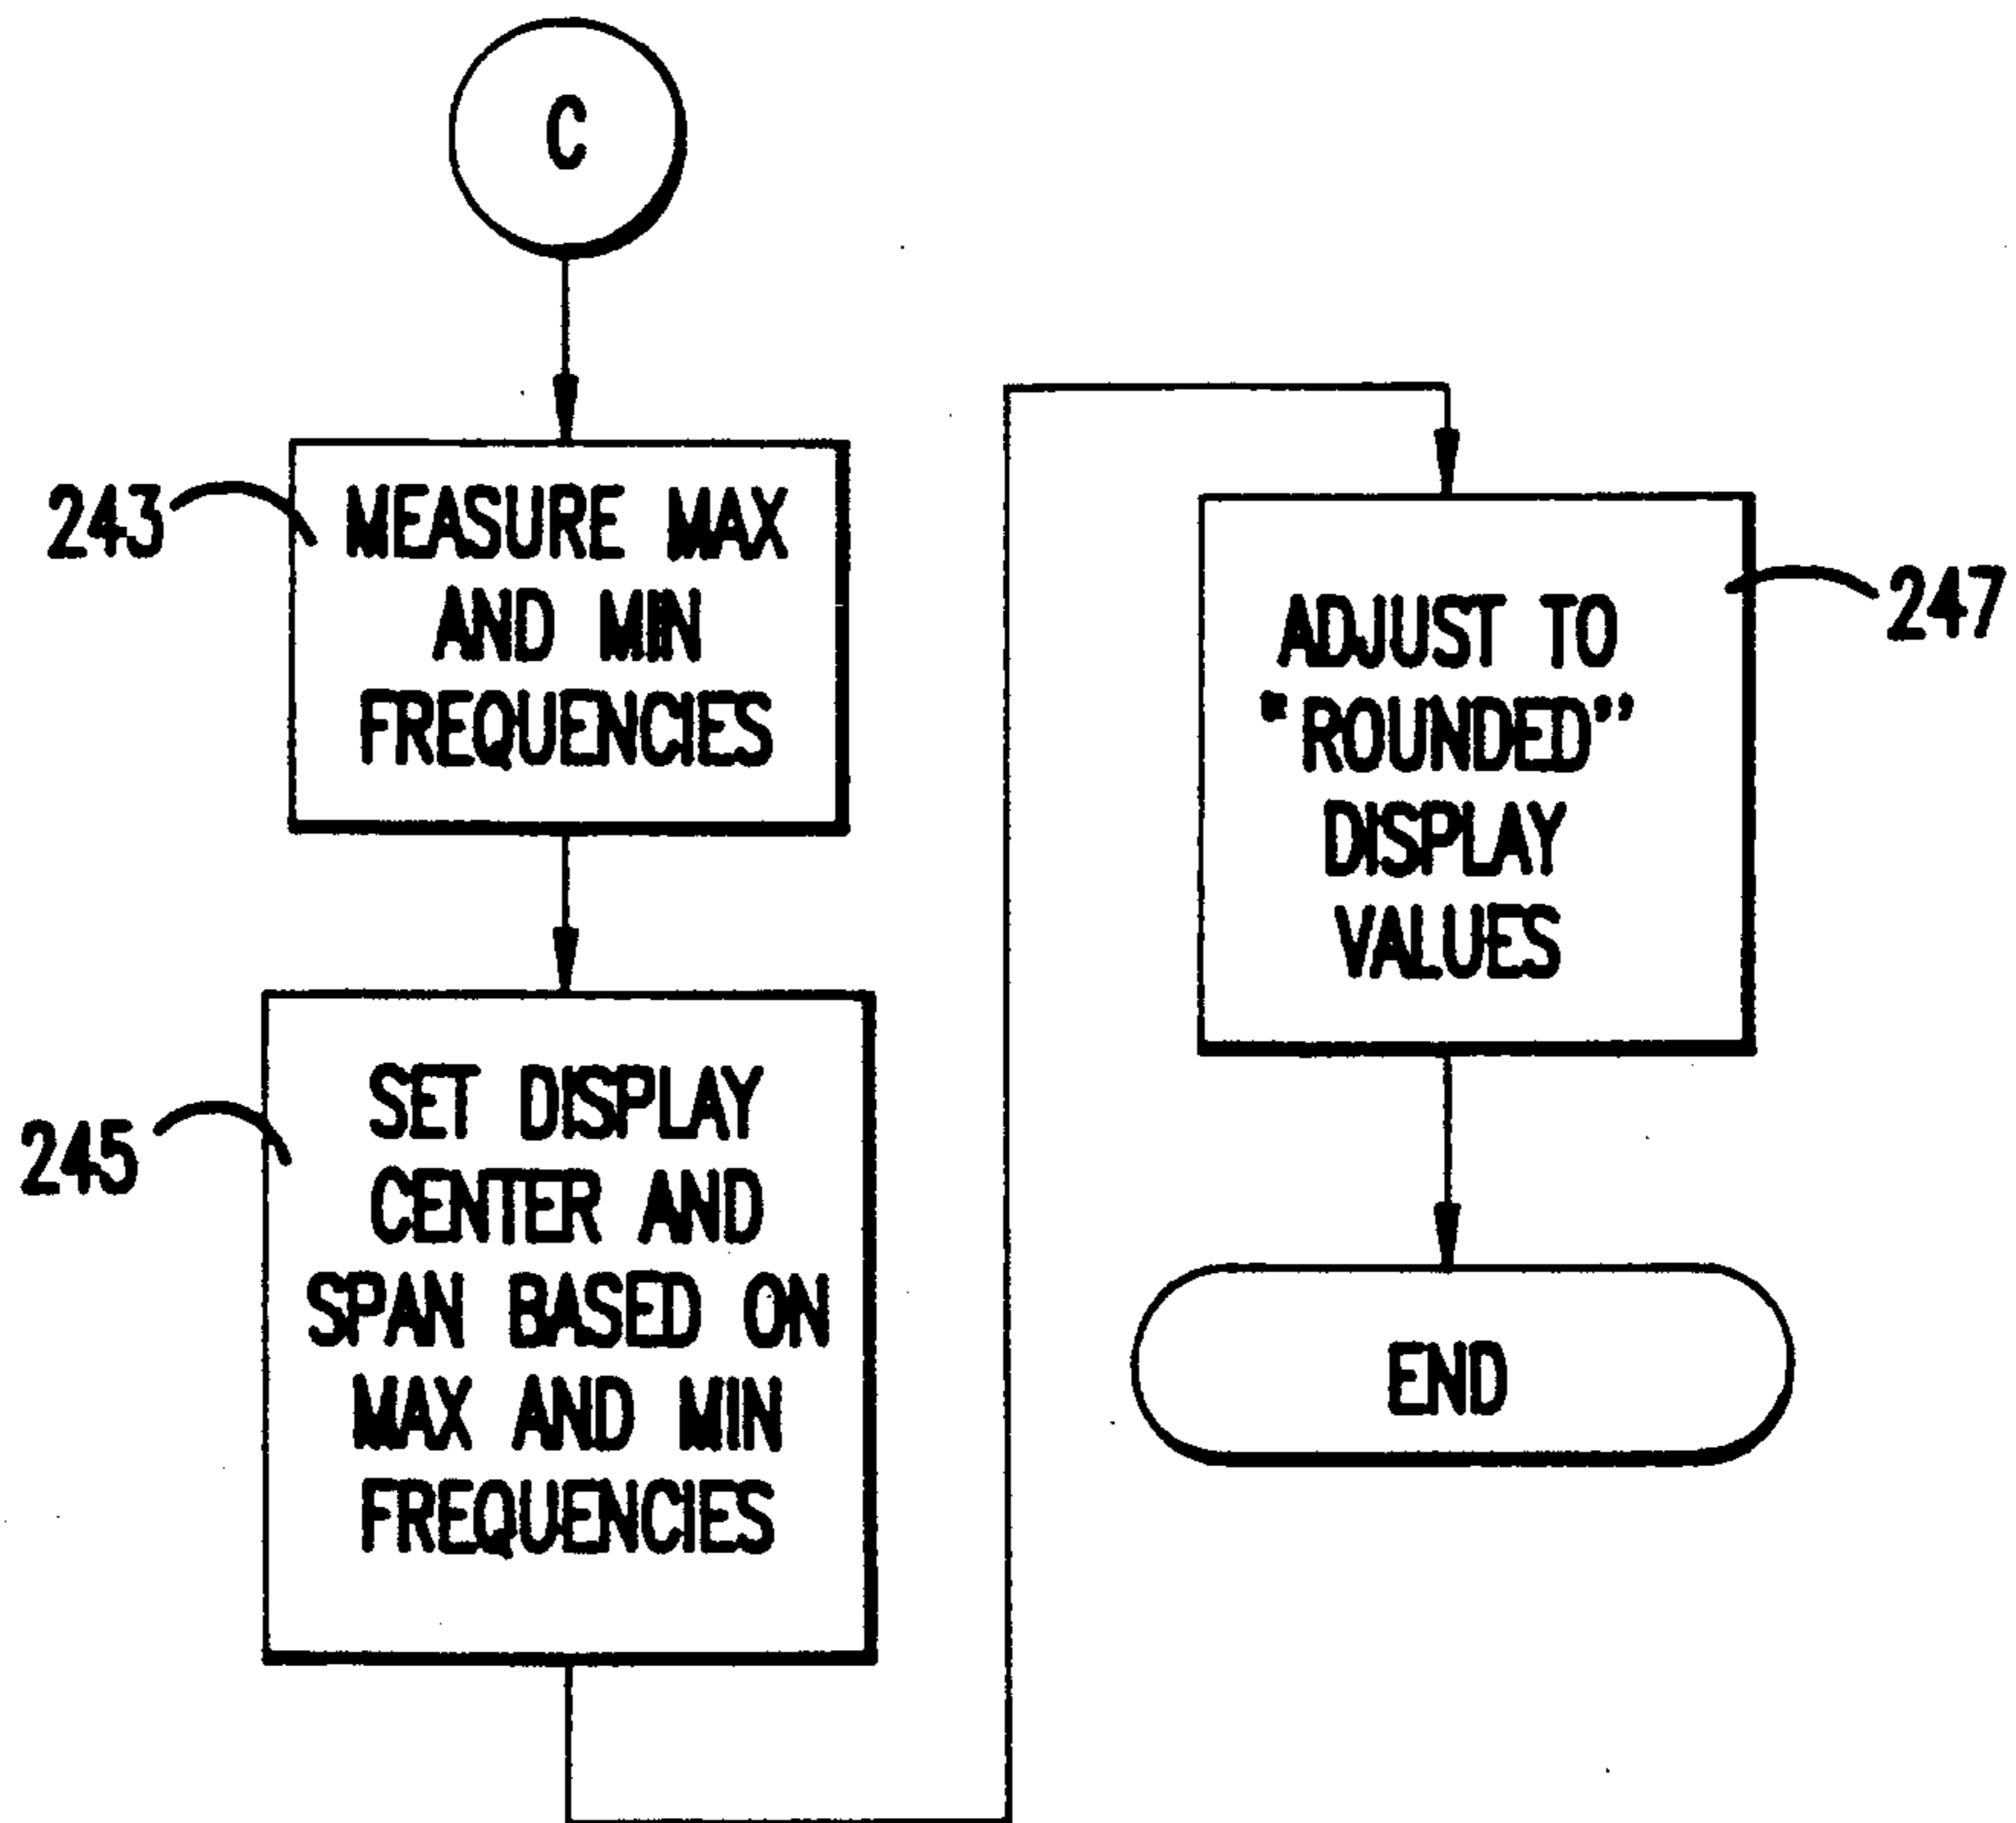 C
243
MEASURE MAX
AND MIN
FREQUENCIES
245
SET DISPLAY
CENTER AND
SPAN BASED ON
MAX AND MIN
FREQUENCIES
247
ADJUST TO
"ROUNDED"
DISPLAY
VALUES
END